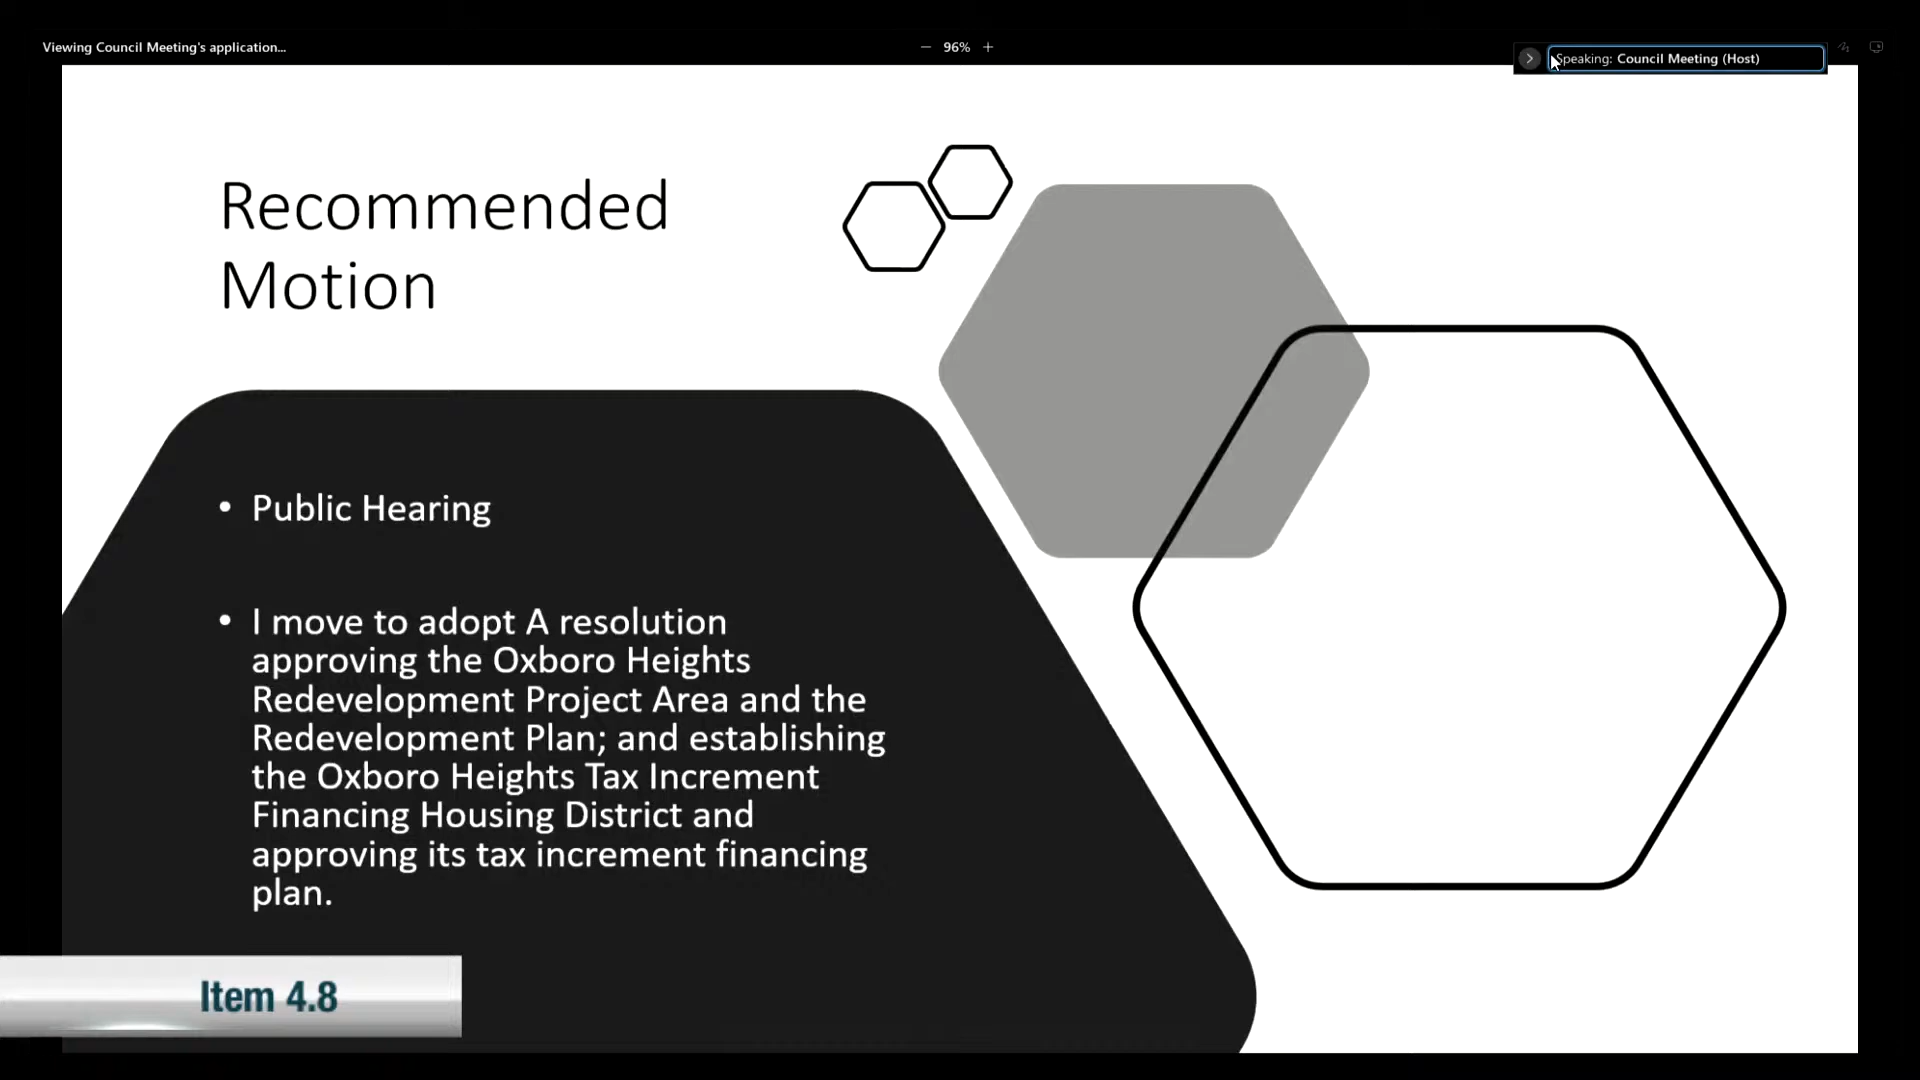 Viewing Council Meeting's application...
96%
Speaking: Council Meeting (Host)
Recommended
Motion
• Public Hearing
• I move to adopt A resolution
approving the Oxboro Heights
Redevelopment Project Area and the
Redevelopment Plan; and establishing
the Oxboro Heights Tax Increment
Financing Housing District and
approving its tax increment financing
plan.
Item 4.8